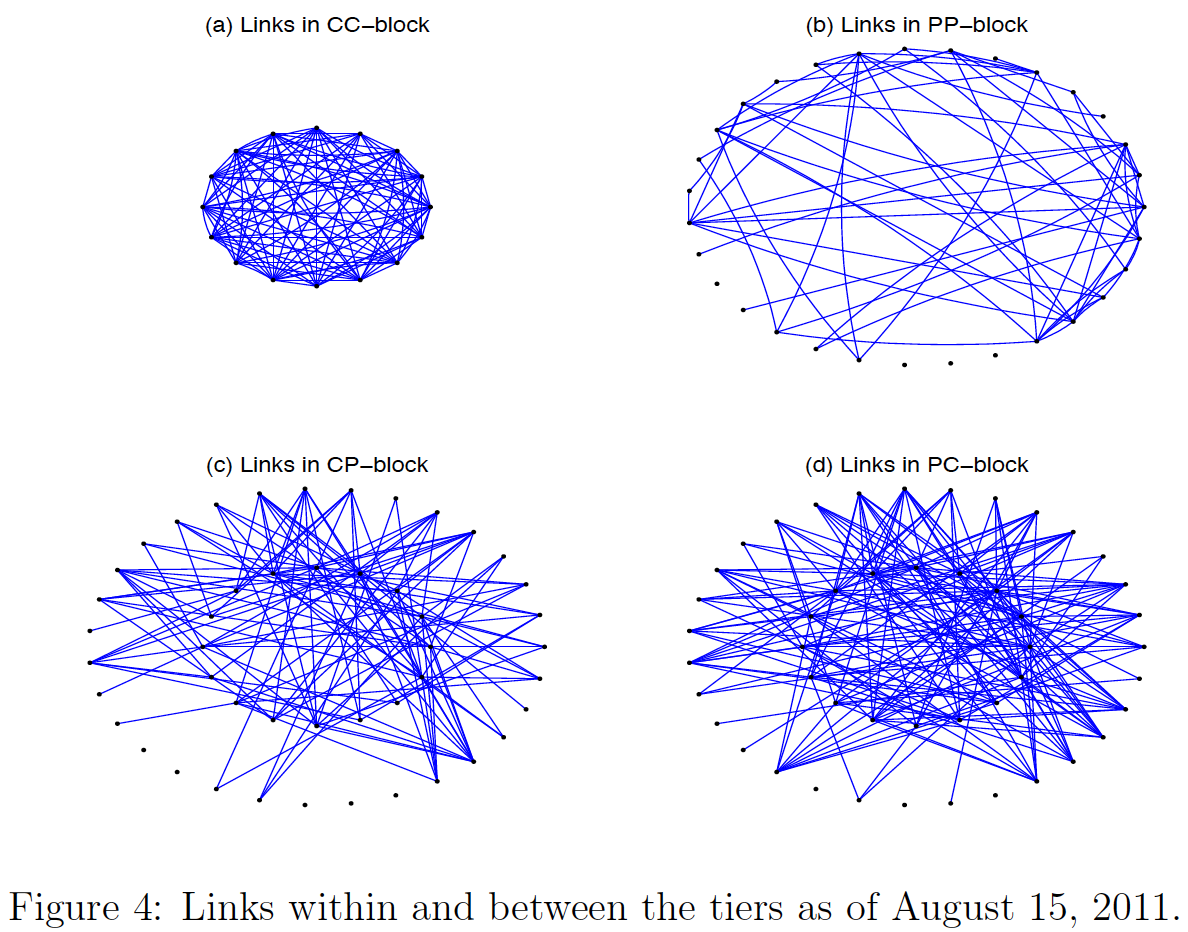 (a) Links in CC−block
(b) Links in PP−block
(c) Links in CP−block
(d) Links in PC−block
Figure 4: Links within and between the tiers as of August 15, 2011.